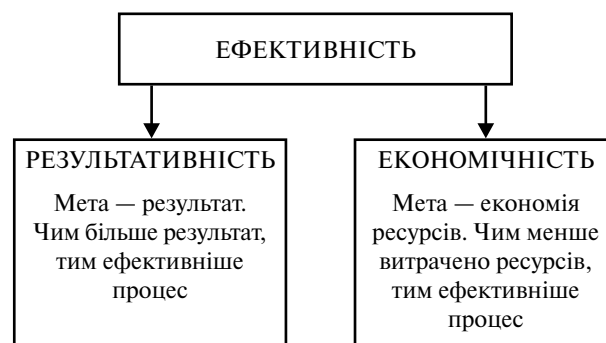 ЕФЕКТИВНІСТЬ
РЕЗУЛЬТАТИВНІСТЬ
Мета — результат.
Чим більше результат,
тим ефективніше
процес
ЕКОНОМІЧНІСТЬ
Мета — економія
ресурсів. Чим менше
витрачено ресурсів,
тим ефективніше
процес